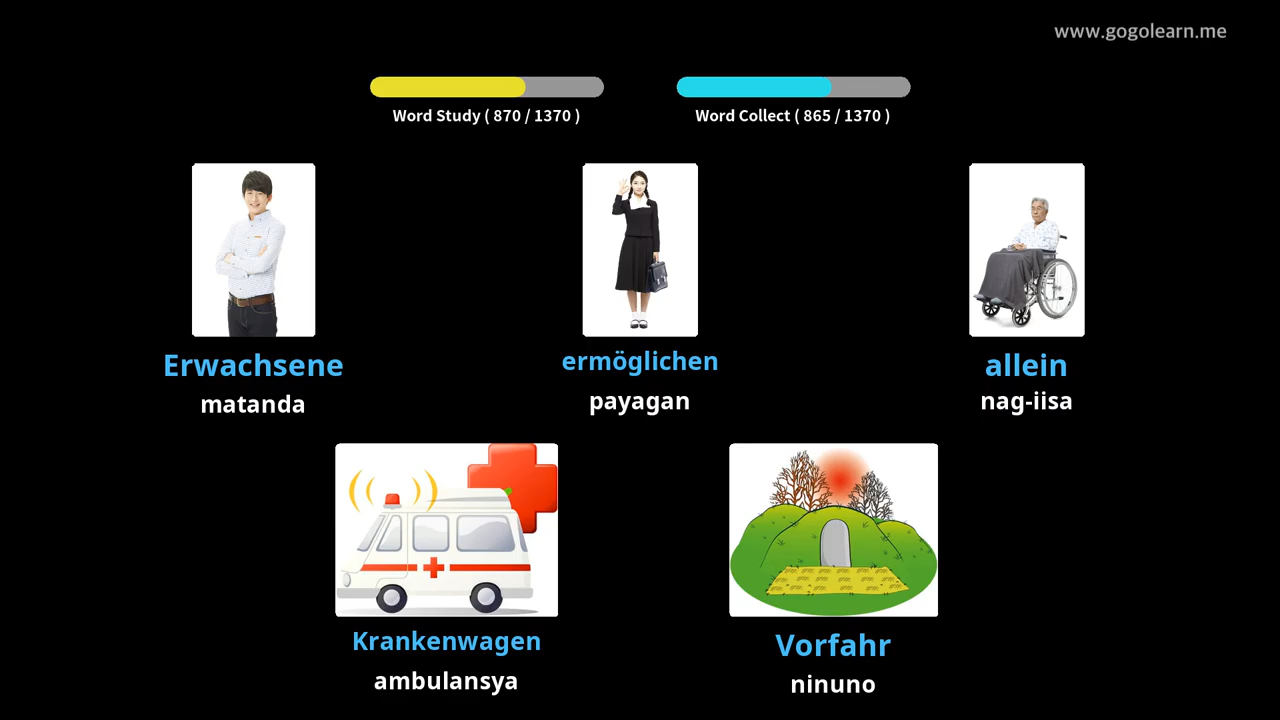 www.gogolearn.me
Word Study ( 870 / 1370 )
Word Collect ( 865 / 1370 )
Erwachsene
matanda
ermöglichen
payagan
allein
nag-iisa
Krankenwagen
ambulansya
Vorfahr
ninuno